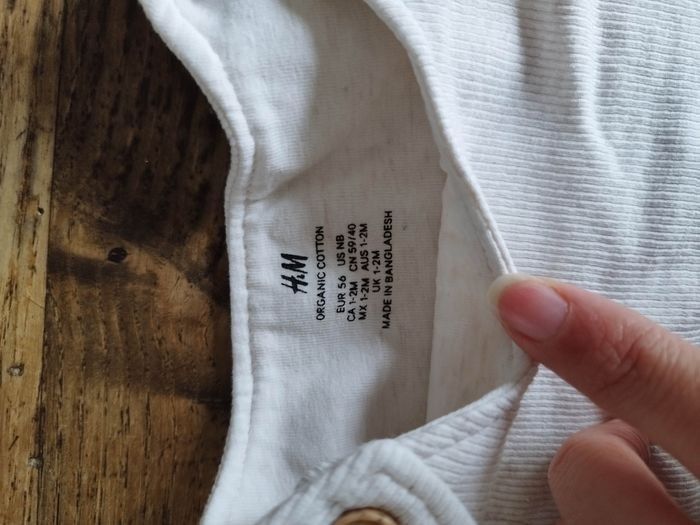 H&M
ORGANIC COTTON
EUR 56 US NB
CA 1-2M CN 59/40
MX 1-2M AUS 1-2M
UK 1-2M
MADE IN BANGLADESH